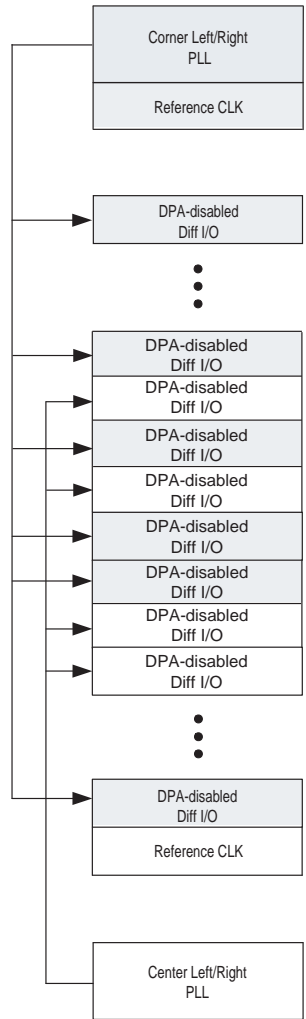 Corner Left/Right
PLL
Reference CLK
DPA-disabled
Diff I/O
DPA-disabled
Diff I/O
DPA-disabled
Diff I/O
DPA-disabled
Diff I/O
DPA-disabled
Diff I/O
DPA-disabled
Diff I/O
DPA-disabled
Diff I/O
DPA-disabled
Diff I/O
DPA-disabled
Diff I/O
DPA-disabled
Diff I/O
Reference CLK
Center Left/Right
PLL